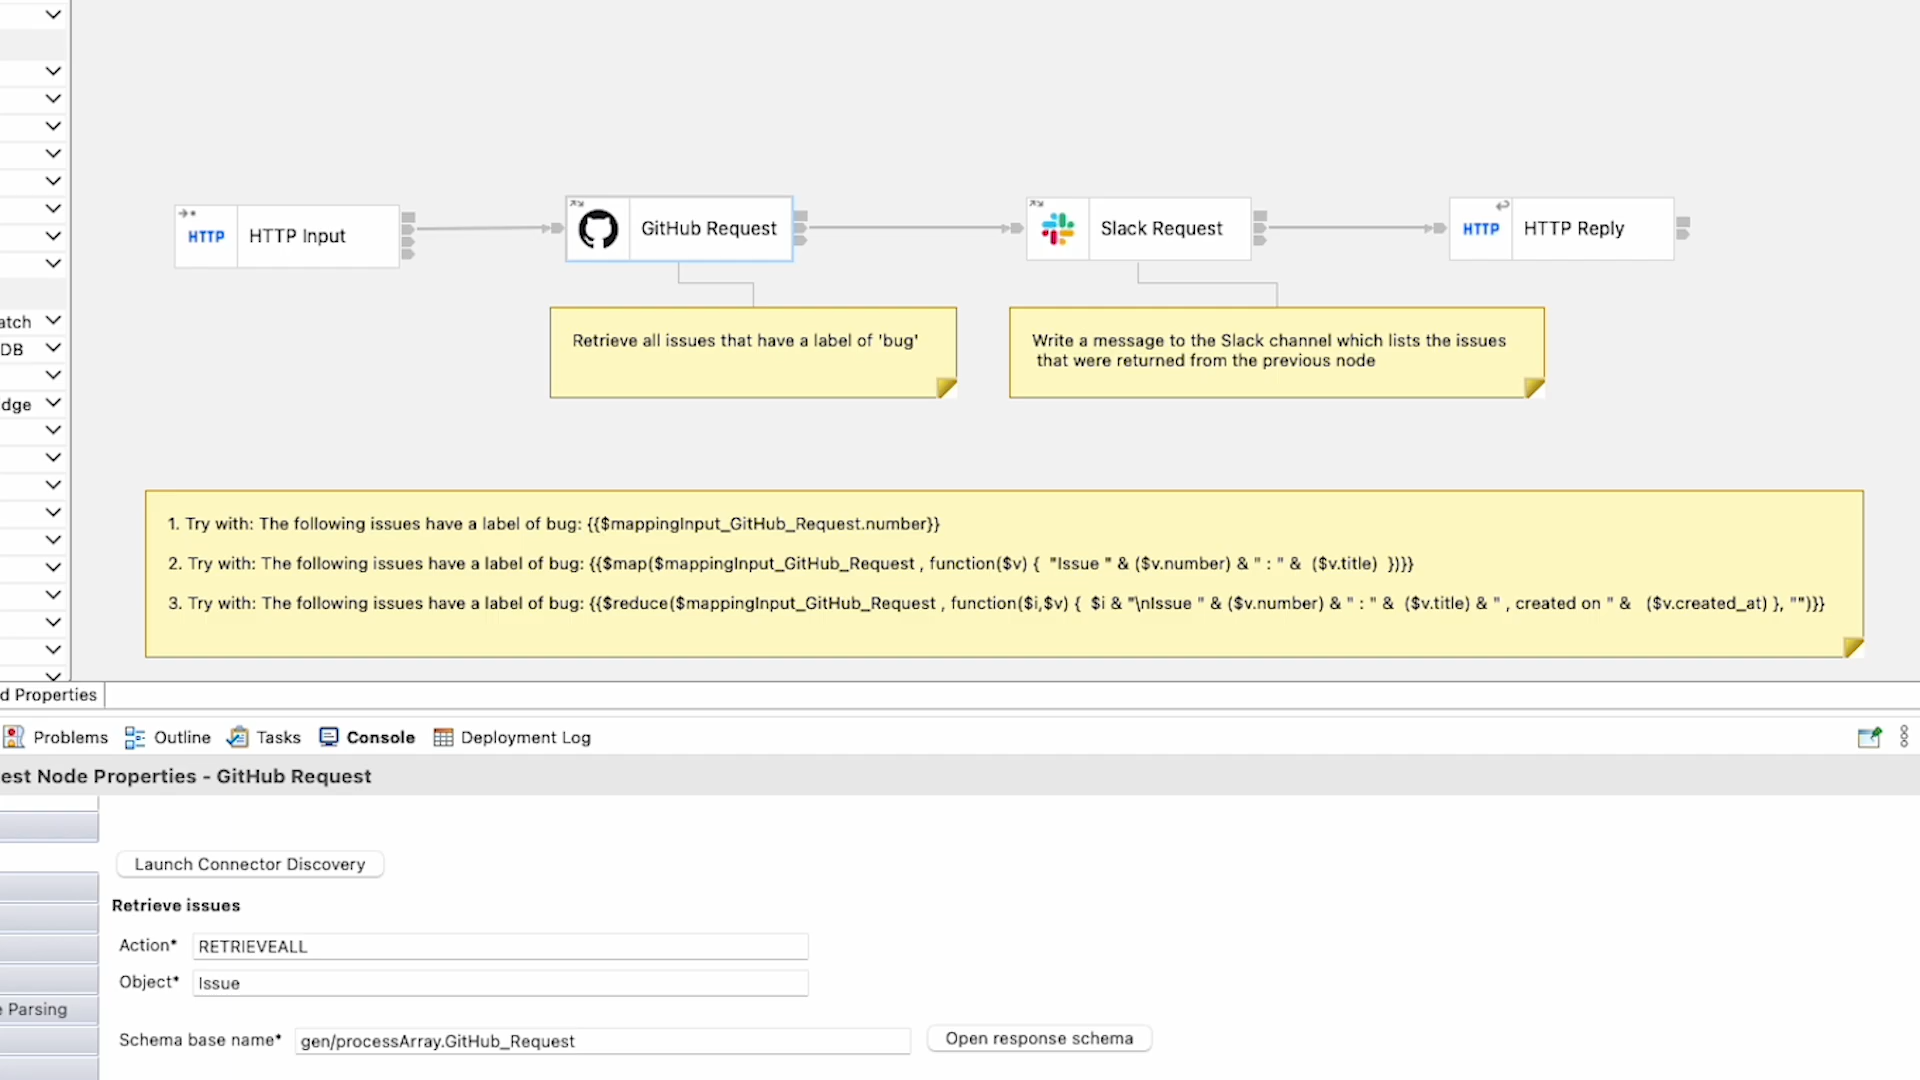 HTTP HTTP Input
GitHub Request
Slack Request
HTTP HTTP Reply
Retrieve all issues that have a label of 'bug'
Write a message to the Slack channel which lists the issues
that were returned from the previous node
atch
DB
dge
1. Try with: The following issues have a label of bug: {{$mappingInput_GitHub_Request.number}}
2. Try with: The following issues have a label of bug: {{$map($mappingInput_GitHub_Request , function($v) {  "Issue " & ($v.number) & " : " &  ($v.title)  })}}
3. Try with: The following issues have a label of bug: {{$reduce($mappingInput_GitHub_Request , function($i,$v) {  $i & "\nIssue " & ($v.number) & " : " &  ($v.title) & " , created on " &   ($v.created_at) }, "")}}
d Properties
Problems Outline Tasks Console Deployment Log
est Node Properties - GitHub Request
Launch Connector Discovery
Retrieve issues
Action* RETRIEVEALL
Object* Issue
e Parsing
Schema base name* gen/processArray.GitHub_Request Open response schema